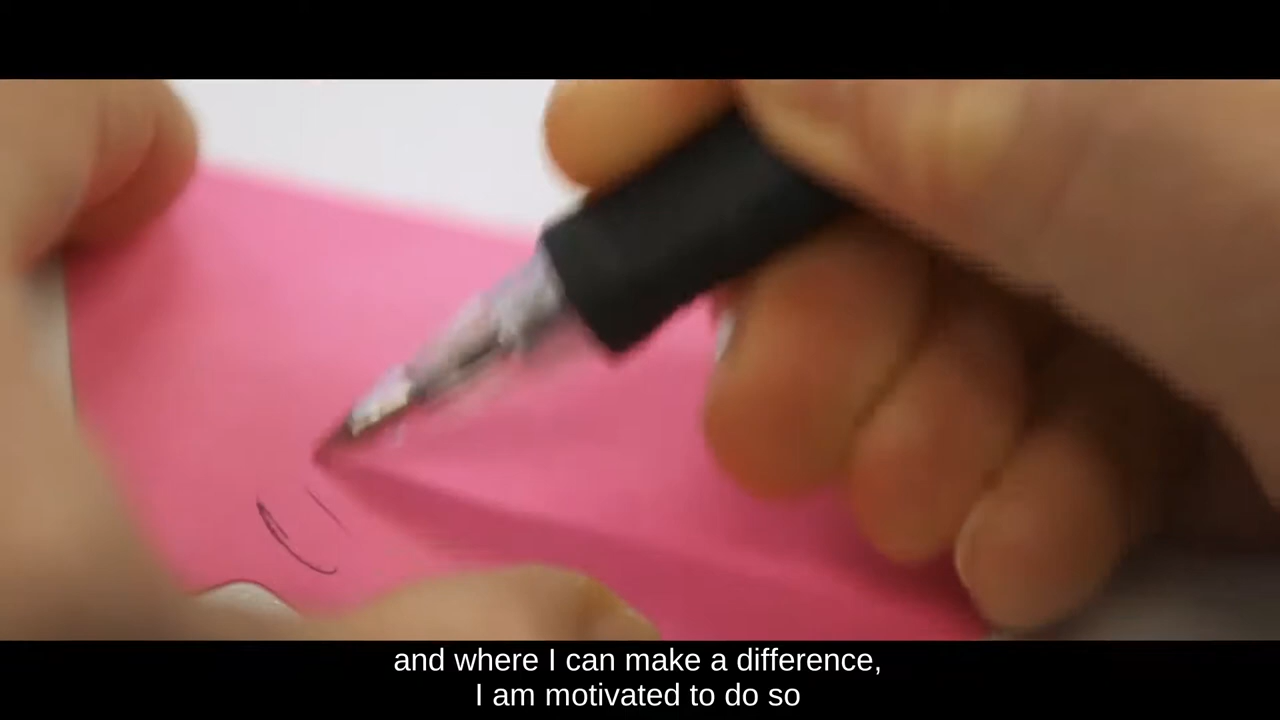 and where I can make a difference,
I am motivated to do so